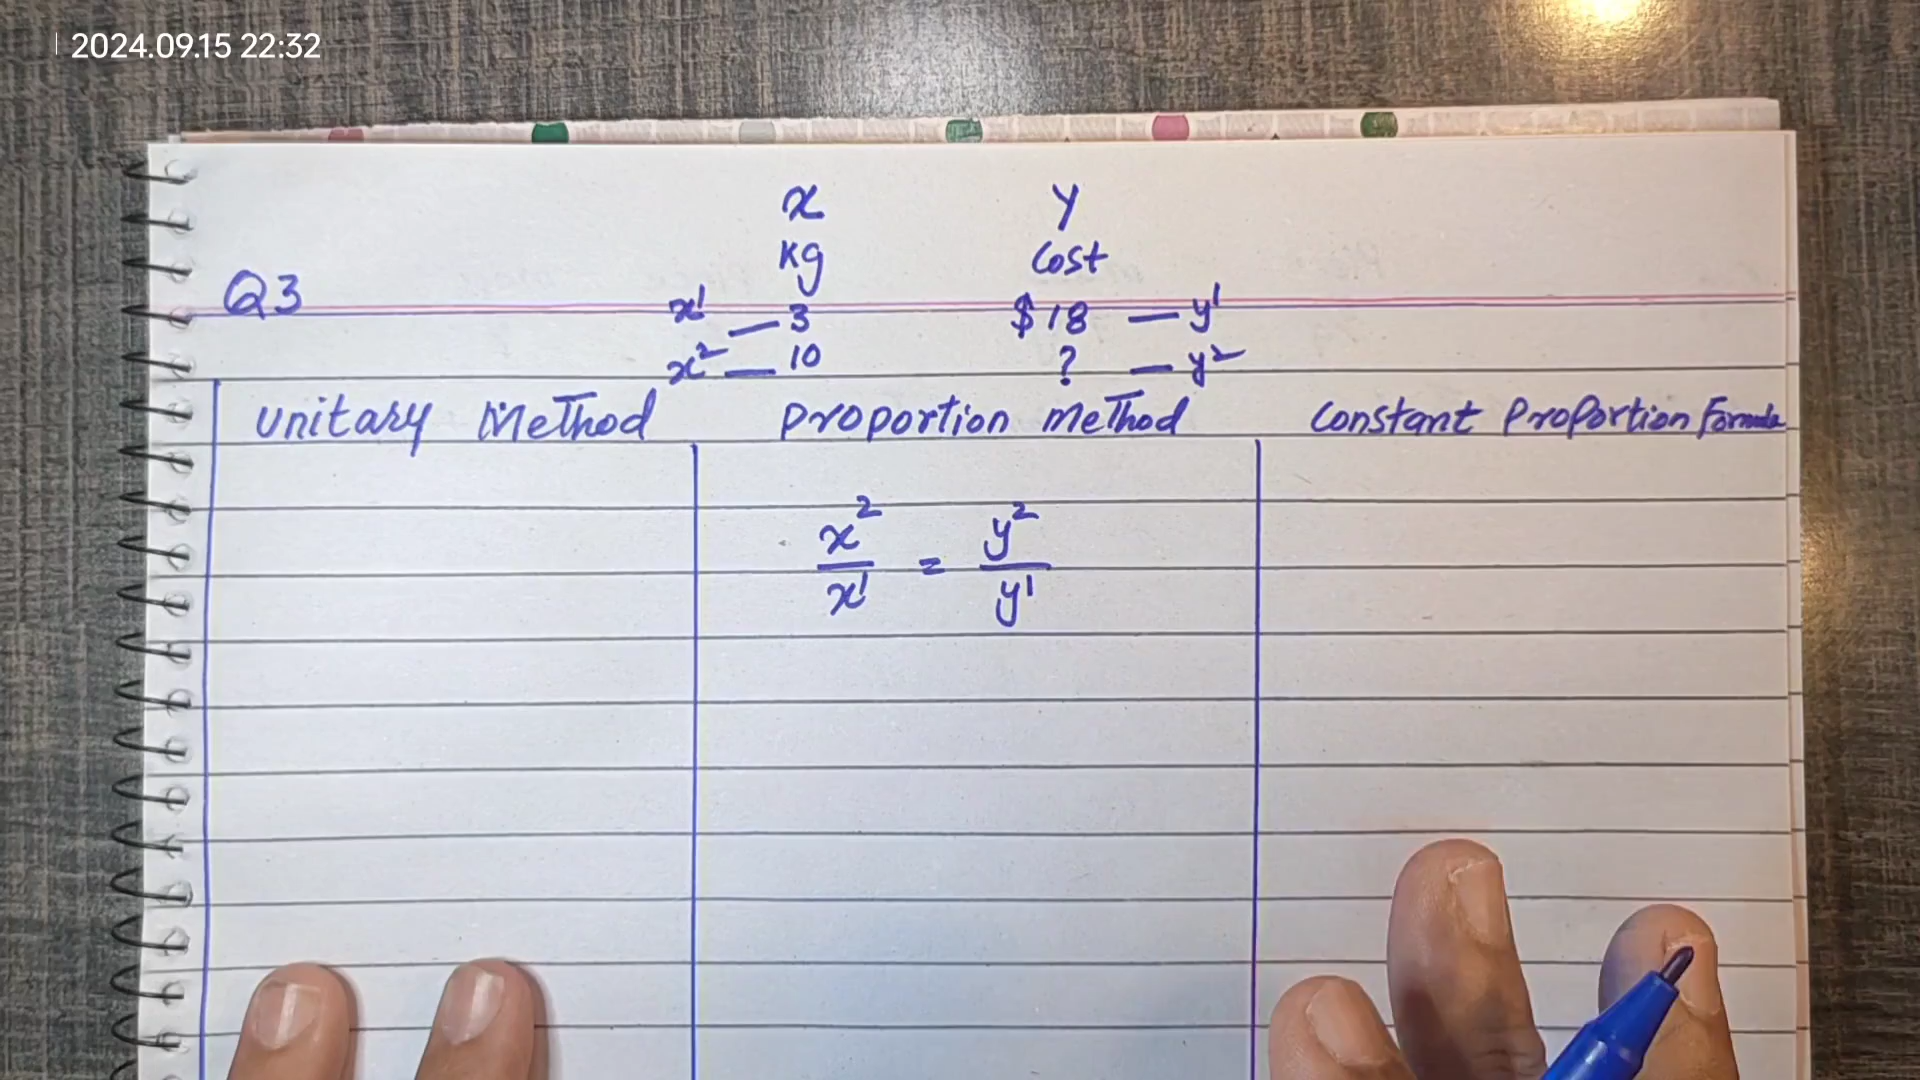 2024.09.15 22:32
x y
kg Cost
Q3
x¹ — 3 $18 — y¹
x² — 10 ? — y²
Unitary Method Proportion Method Constant Proportion Formula
x² / x¹ = y² / y¹